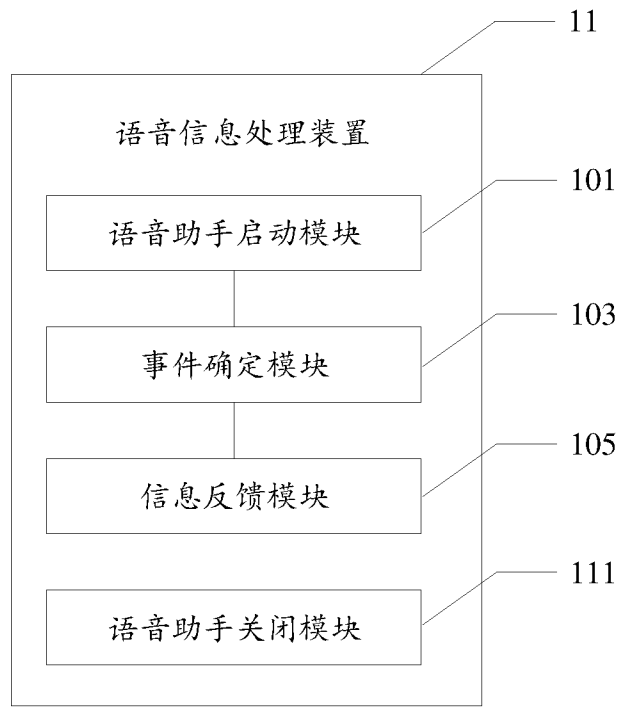 11
语音信息处理装置
101
语音助手启动模块
103
事件确定模块
105
信息反馈模块
111
语音助手关闭模块